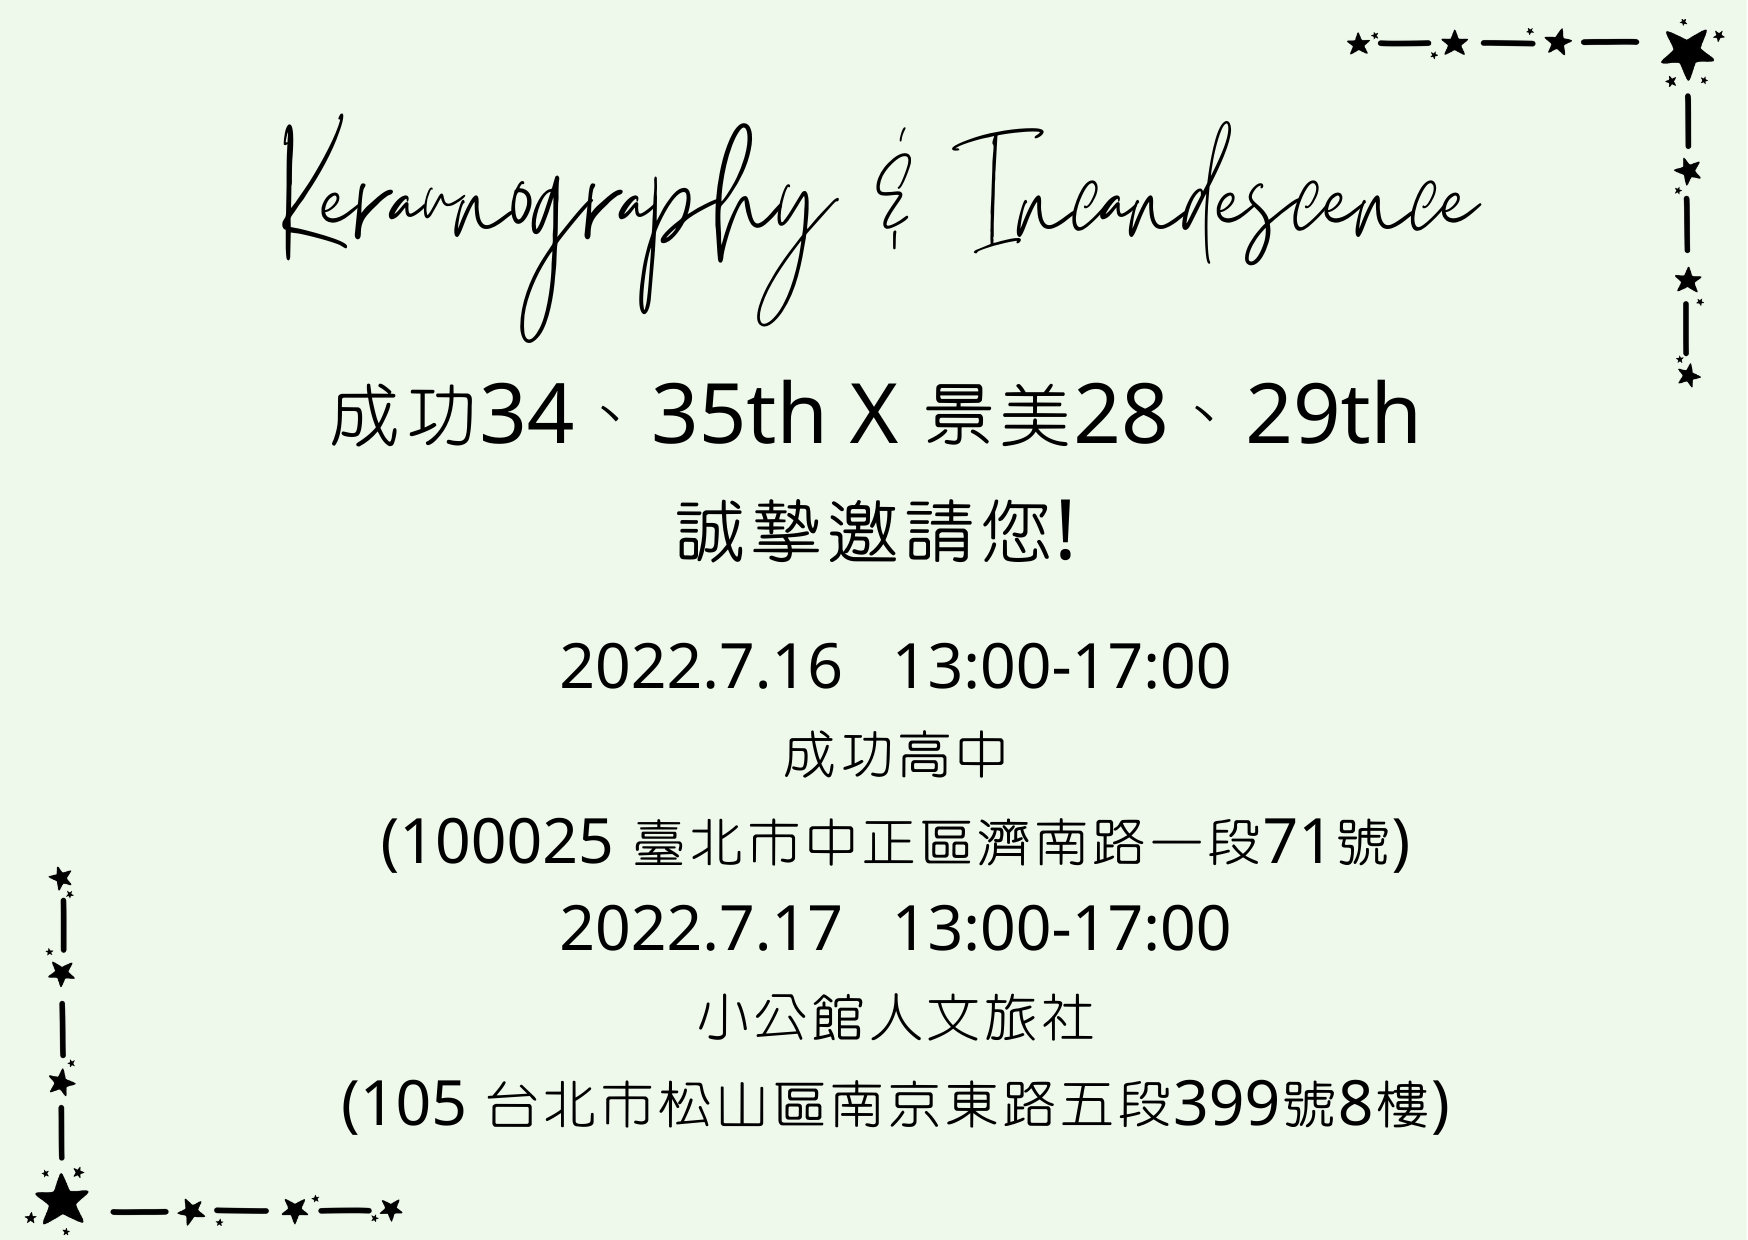 Keraunography & Incandescence
成功34、35th X 景美28、29th
誠摯邀請您!
2022.7.16 13:00-17:00
成功高中
(100025 臺北市中正區濟南路一段71號)
2022.7.17 13:00-17:00
小公館人文旅社
(105 台北市松山區南京東路五段399號8樓)